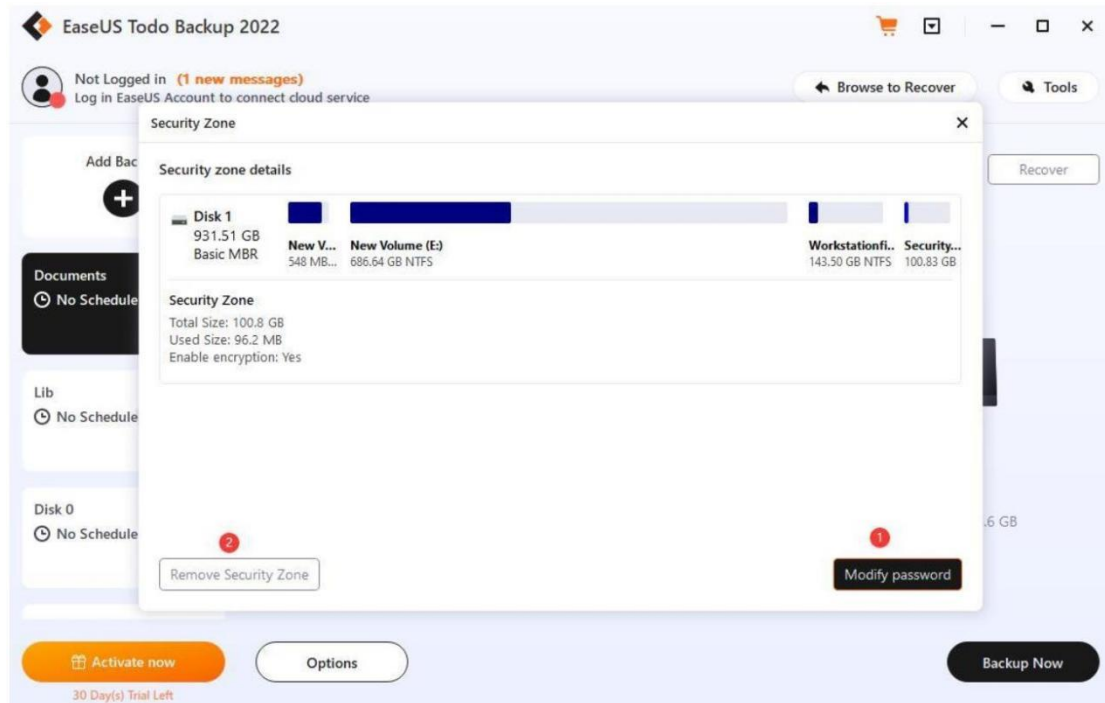 EaseUS Todo Backup 2022
Not Logged in (1 new messages)
Log in EaseUS Account to connect cloud service
Browse to Recover
Tools
Security Zone
Add Bac
Recover
Security zone details
Disk 1
931.51 GB
Basic MBR
New V...
548 MB...
New Volume (E:)
686.64 GB NTFS
Workstationfi..
143.50 GB NTFS
Security...
100.83 GB
Documents
No Schedule
Security Zone
Total Size: 100.8 GB
Used Size: 96.2 MB
Enable encryption: Yes
Lib
No Schedule
Disk 0
No Schedule
.6 GB
2
1
Remove Security Zone
Modify password
Activate now
Options
Backup Now
30 Day(s) Trial Left